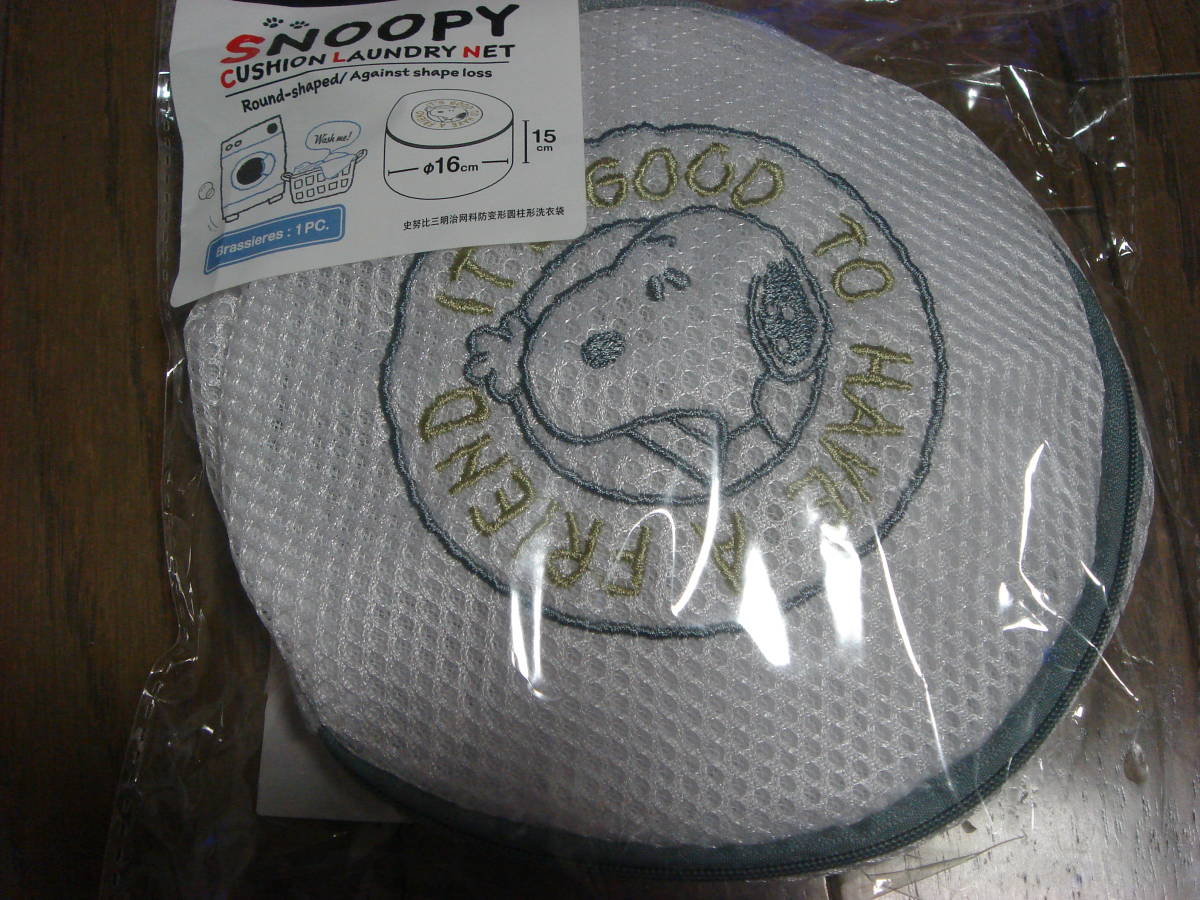 SNOOPY
CUSHION LAUNDRY NET
Round-shaped/Against shape loss
Wash me!
15
cm
φ16cm
Brassieres : 1PC.
史努比三明治网料防变形圆柱形洗衣袋
IT'S GOOD TO HAVE A FRIEND